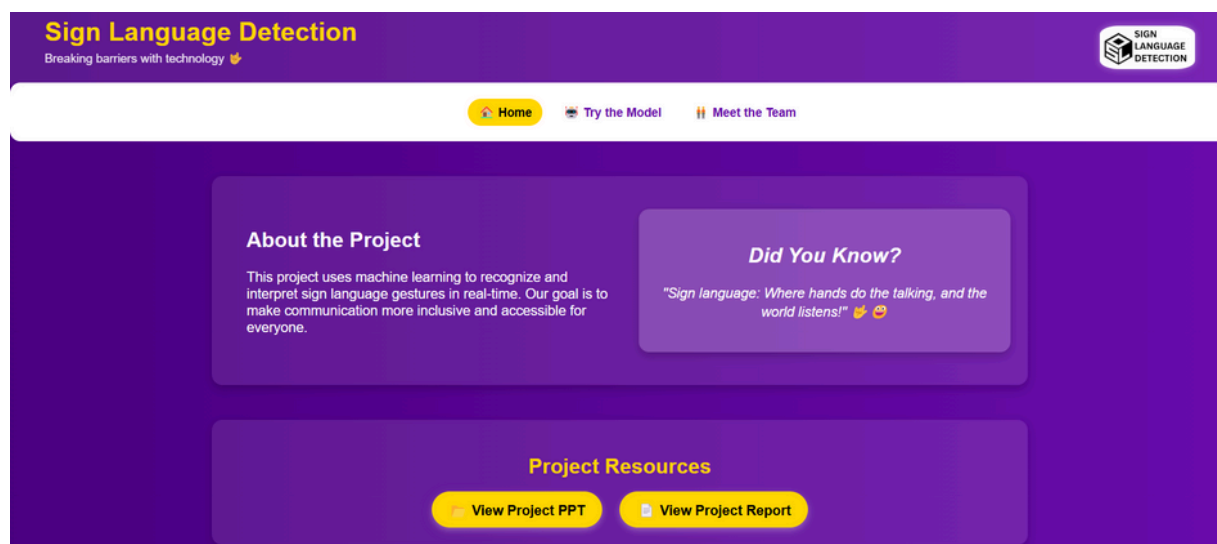 Sign Language Detection
Breaking barriers with technology 🤟
SIGN
LANGUAGE
DETECTION
🏠 Home
Try the Model
👬 Meet the Team
About the Project
This project uses machine learning to recognize and
interpret sign language gestures in real-time. Our goal is to
make communication more inclusive and accessible for
everyone.
Did You Know?
"Sign language: Where hands do the talking, and the
world listens!" 🤟 😄
Project Resources
📁 View Project PPT
📄 View Project Report